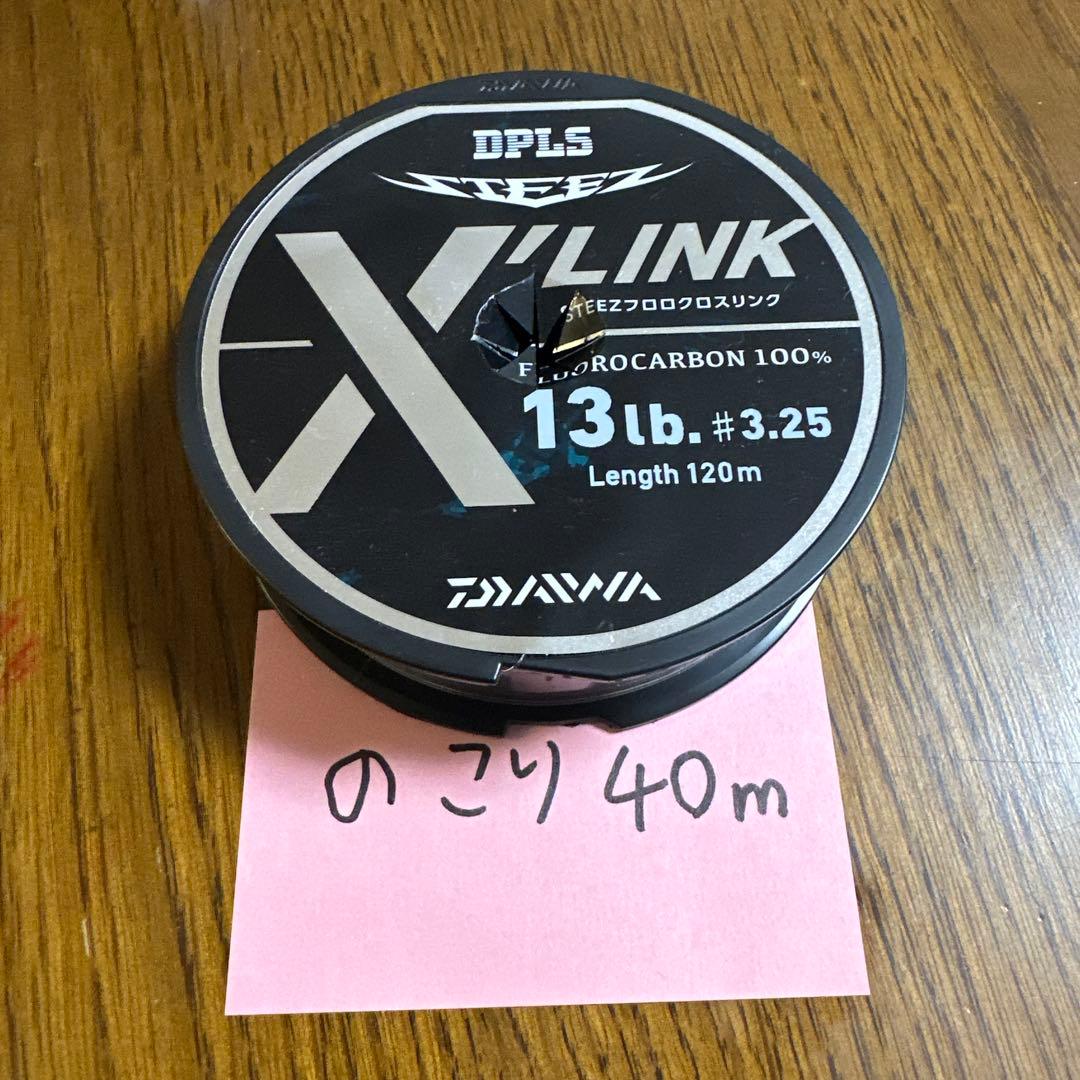 DAIWA
DPLS
STEEZ
X'LINK
STEEZフロロクロスリンク
FLUOROCARBON 100%
13lb. #3.25
Length 120m
DAIWA
のこり40m